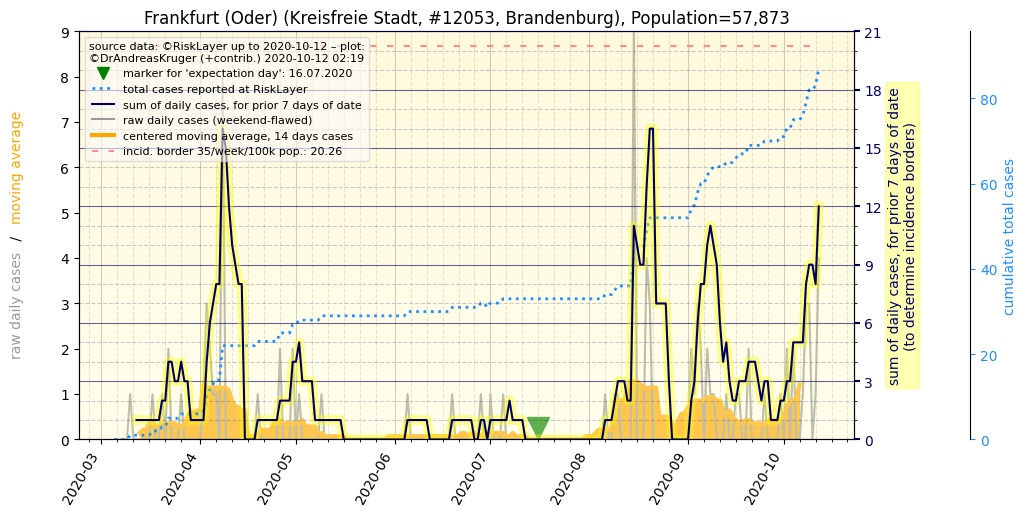 Frankfurt (Oder) (Kreisfreie Stadt, #12053, Brandenburg), Population=57,873
source data: ©RiskLayer up to 2020-10-12 – plot:
©DrAndreasKruger (+contrib.) 2020-10-12 02:19
marker for 'expectation day': 16.07.2020
total cases reported at RiskLayer
sum of daily cases, for prior 7 days of date
raw daily cases (weekend-flawed)
centered moving average, 14 days cases
incid. border 35/week/100k pop.: 20.26
raw daily cases / moving average
9
8
7
6
5
4
3
2
1
0
2020-03
2020-04
2020-05
2020-06
2020-07
2020-08
2020-09
2020-10
21
18
15
12
9
6
3
0
sum of daily cases, for prior 7 days of date
(to determine incidence borders)
80
60
40
20
0
cumulative total cases